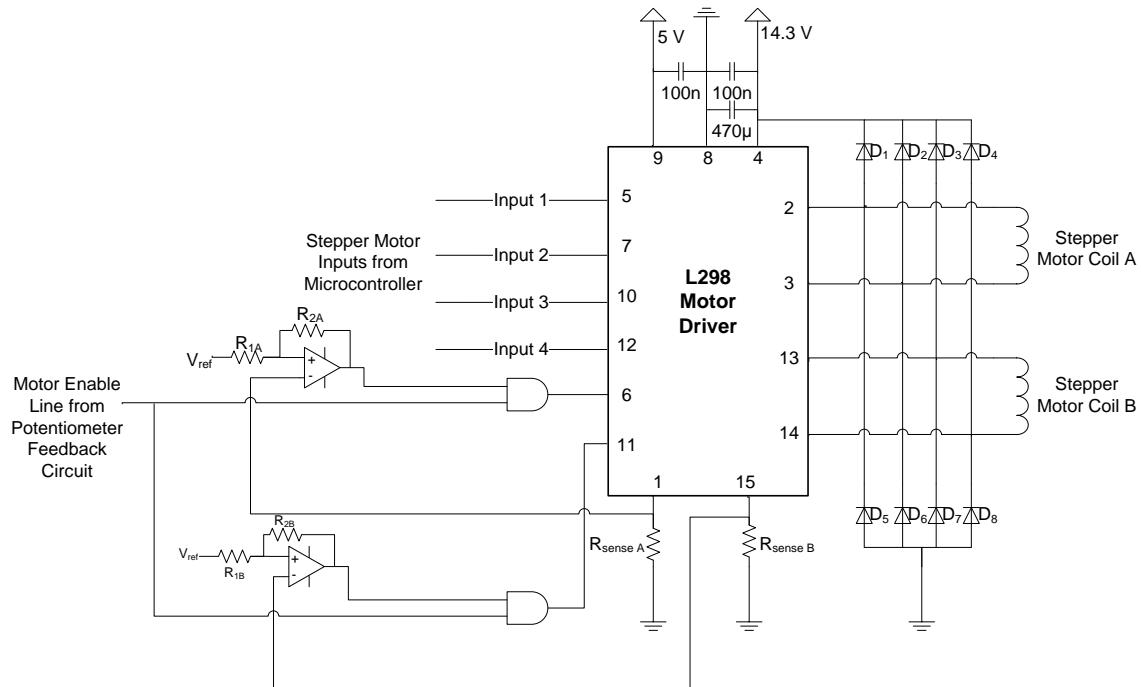 5 V
14.3 V
100n
100n
470µ
9
8
4
D1
D2
D3
D4
Input 1
5
2
Stepper Motor
Inputs from
Microcontroller
Input 2
7
Stepper
Motor Coil A
L298
Motor
Driver
3
Input 3
10
R2A
R1A
Vref
+
-
Input 4
12
13
Motor Enable
Line from
Potentiometer
Feedback
Circuit
6
Stepper
Motor Coil B
11
14
1
15
R2B
Vref
R1B
+
-
Rsense A
Rsense B
D5
D6
D7
D8